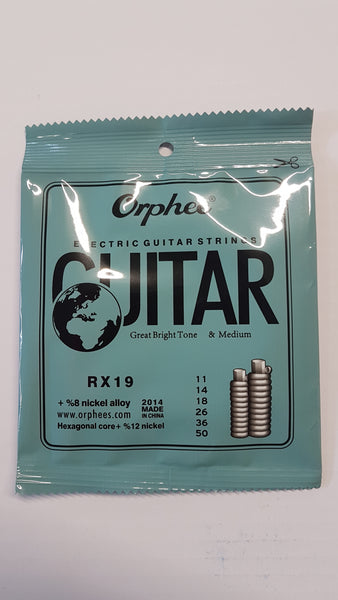 Orphee®
ELECTRIC GUITAR STRINGS
GUITAR
Great Bright Tone & Medium
RX19
+ %8 nickel alloy
www.orphees.com
Hexagonal core+ %12 nickel
2014
MADE
IN CHINA
11
14
18
26
36
50